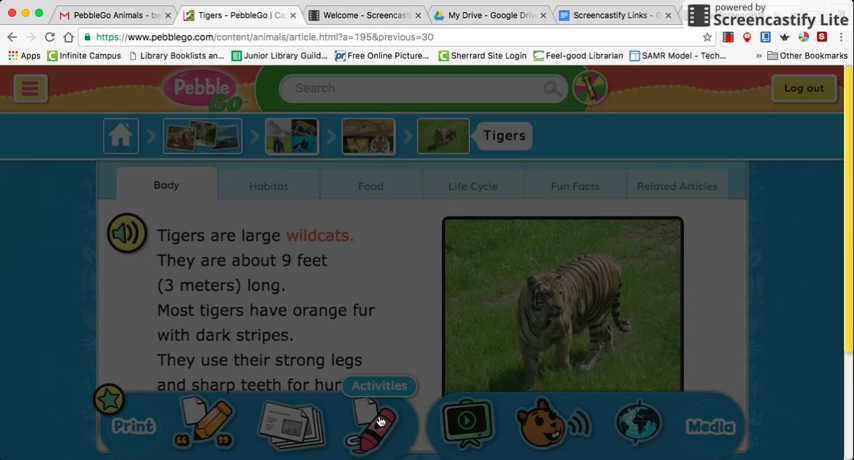 powered by
Screencastify Lite
PebbleGo Animals - be
Tigers - PebbleGo | Ca
Welcome - Screencast
My Drive - Google Driv
Screencastify Links - G
https://www.pebblego.com/content/animals/article.html?a=195&previous=30
Apps
Infinite Campus
Library Booklists an...
Junior Library Guild...
Free Online Picture...
Sherrard Site Login
Feel-good Librarian
SAMR Model - Tech...
»
Other Bookmarks
Pebble
GO
Search
Log out
Tigers
Body
Habitat
Food
Life Cycle
Fun Facts
Related Articles
Tigers are large wildcats.
They are about 9 feet
(3 meters) long.
Most tigers have orange fur
with dark stripes.
They use their strong legs
and sharp teeth for hun
Activities
Print
Media